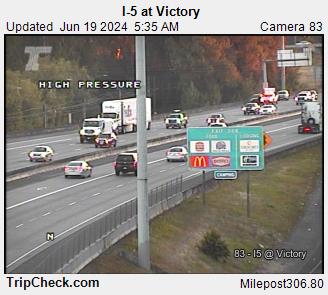 I-5 at Victory
Updated Jun 19 2024 5:35 AM Camera 83
HIGH PRESSURE
CAMPING
N
83 - I5 @ Victory
TripCheck.com Milepost306.80